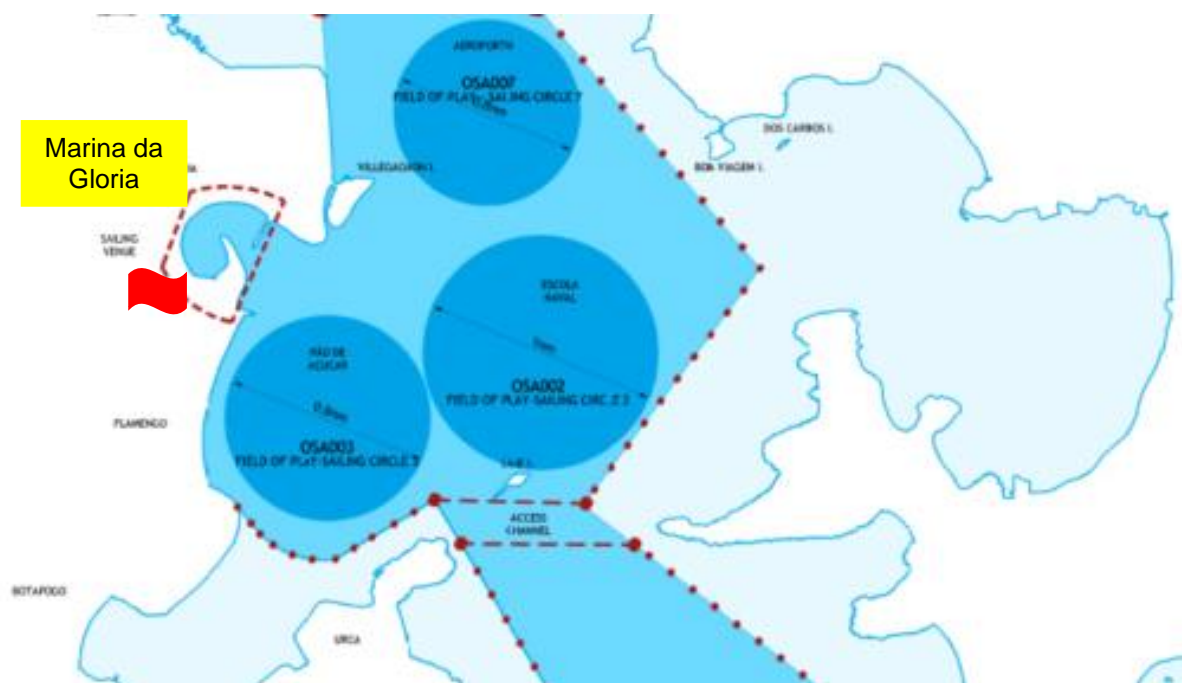 AEROPORTO
OSA007
FIELD OF PLAY - SAILING CIRCLE 7
DOS CARBOS I.
Marina da
Gloria
VILLEGAGNON I.
BOA VIAGEM I.
SAILING
VENUE
ESCOLA
NAVAL
PÃO DE
AÇUCAR
OSA002
FIELD OF PLAY-SAILING CIRC
FLAMENGO
OSA003
FIELD OF PLAY-SAILING CIRCLE 3
ACCESS
CHANNEL
BOTAFOGO
URCA